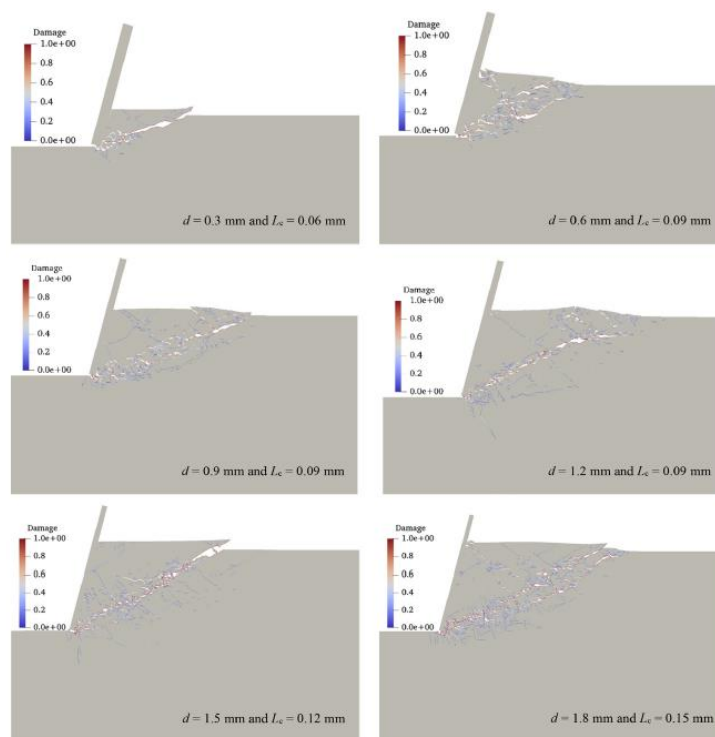 Damage
1.0e+00
0.8
0.6
0.4
0.2
0.0e+00
d = 0.3 mm and Lc = 0.06 mm
Damage
1.0e+00
0.8
0.6
0.4
0.2
0.0e+00
d = 0.6 mm and Lc = 0.09 mm
Damage
1.0e+00
0.8
0.6
0.4
0.2
0.0e+00
d = 0.9 mm and Lc = 0.09 mm
Damage
1.0e+00
0.8
0.6
0.4
0.2
0.0e+00
d = 1.2 mm and Lc = 0.09 mm
Damage
1.0e+00
0.8
0.6
0.4
0.2
0.0e+00
d = 1.5 mm and Lc = 0.12 mm
Damage
1.0e+00
0.8
0.6
0.4
0.2
0.0e+00
d = 1.8 mm and Lc = 0.15 mm